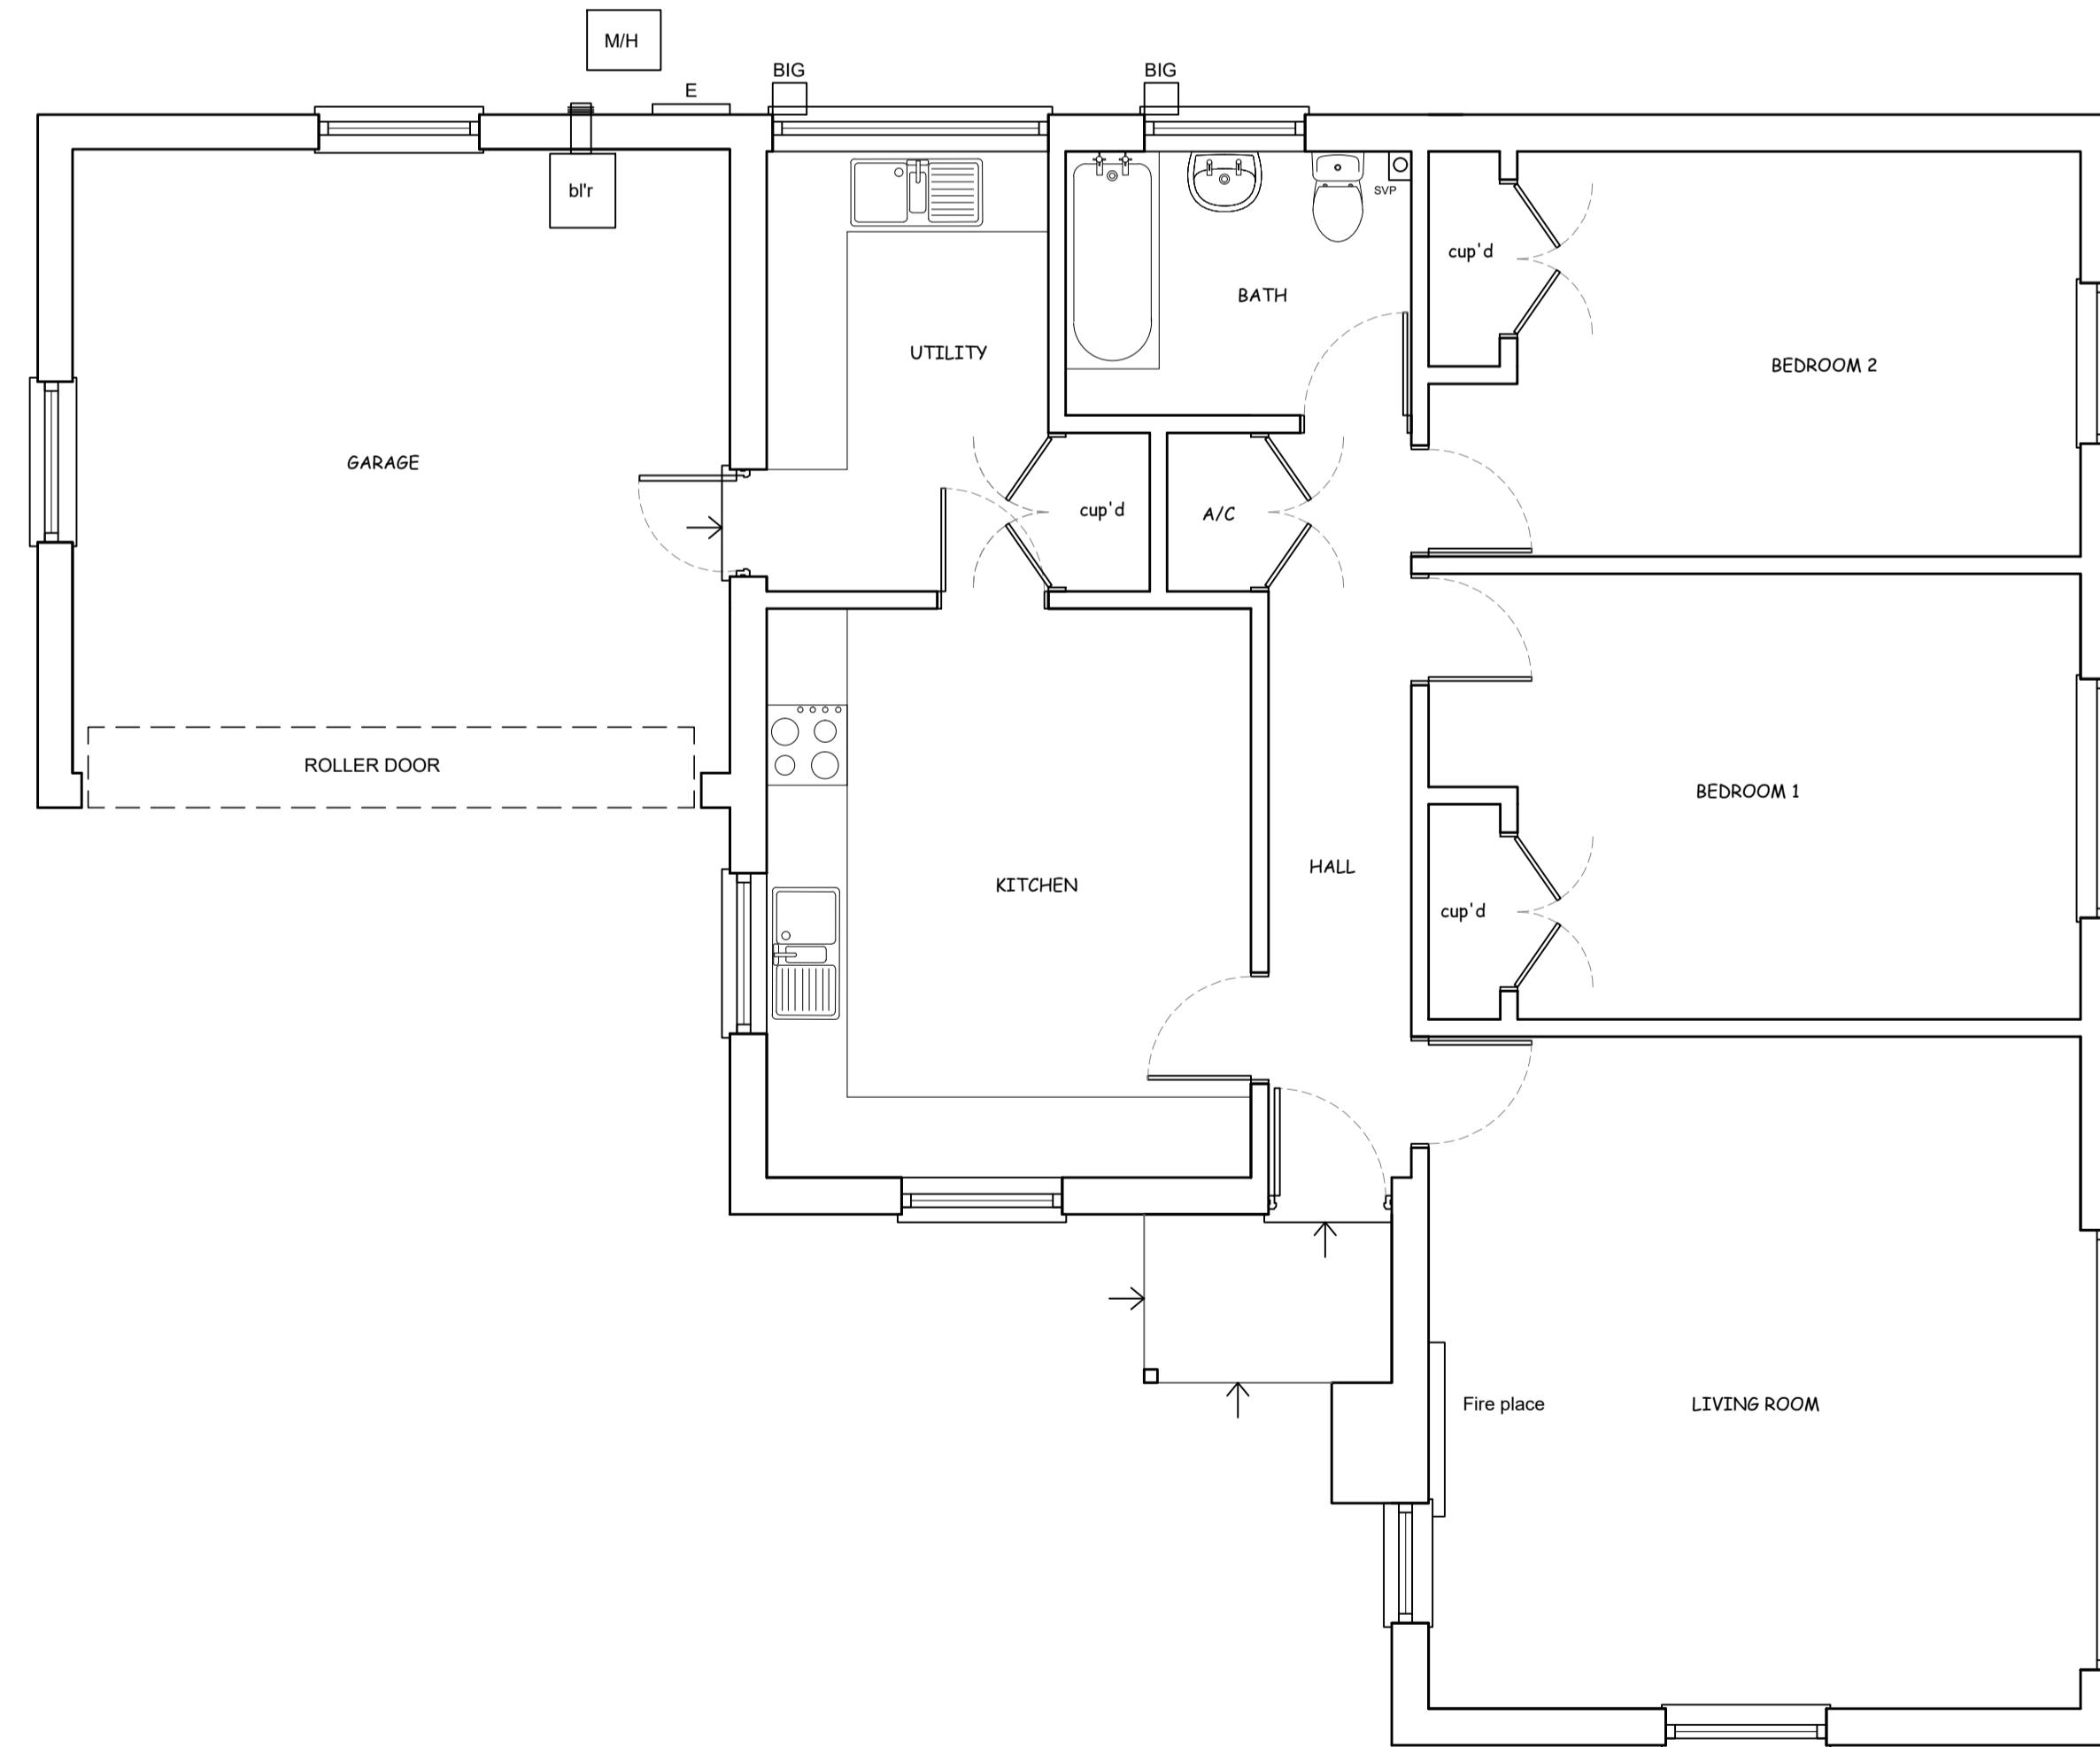 M/H
E
BIG
BIG
bl'r
SVP
cup'd
BATH
UTILITY
BEDROOM 2
GARAGE
cup'd
A/C
ROLLER DOOR
BEDROOM 1
HALL
KITCHEN
cup'd
Fire place
LIVING ROOM